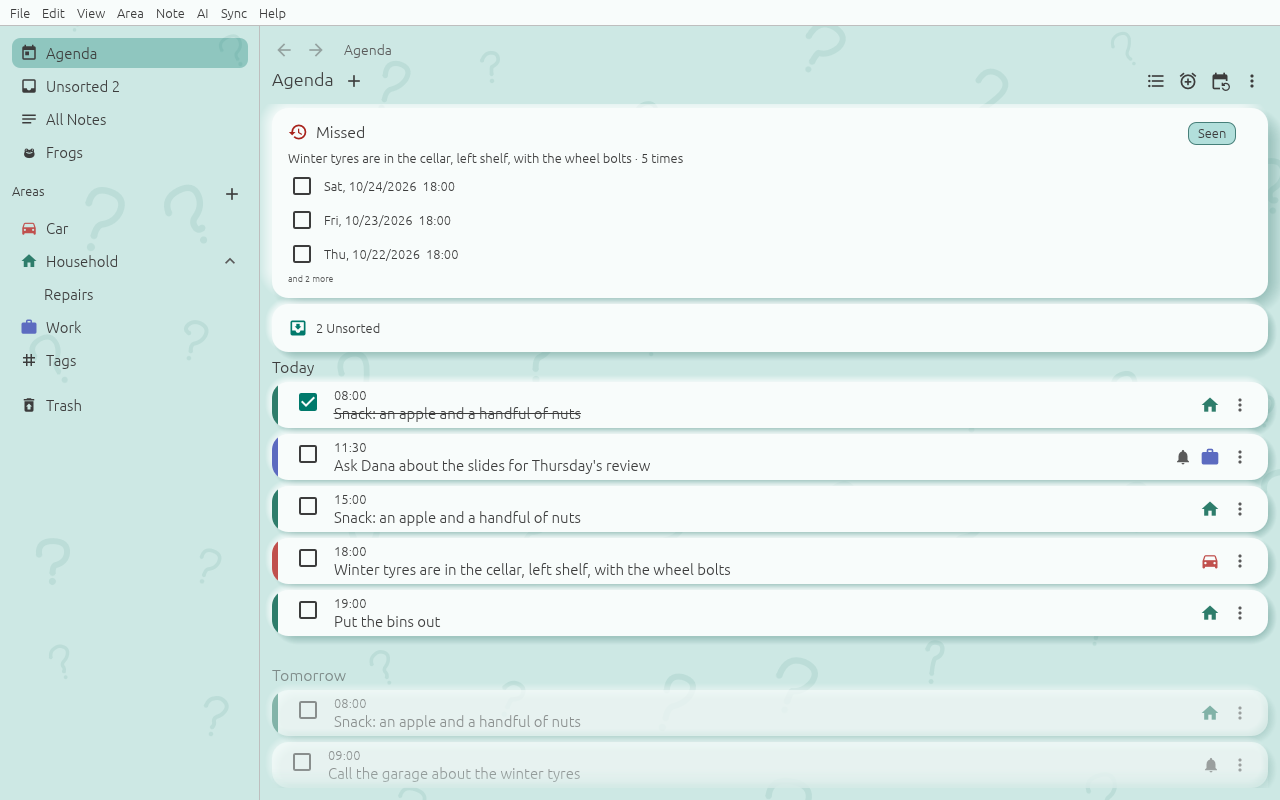 File Edit View Area Note AI Sync Help
Agenda
Unsorted 2
All Notes
Frogs
Areas
Car
Household
Repairs
Work
Tags
Trash
Agenda
Agenda
Missed
Seen
Winter tyres are in the cellar, left shelf, with the wheel bolts · 5 times
Sat, 10/24/2026 18:00
Fri, 10/23/2026 18:00
Thu, 10/22/2026 18:00
and 2 more
2 Unsorted
Today
08:00
Snack: an apple and a handful of nuts
11:30
Ask Dana about the slides for Thursday's review
15:00
Snack: an apple and a handful of nuts
18:00
Winter tyres are in the cellar, left shelf, with the wheel bolts
19:00
Put the bins out
Tomorrow
08:00
Snack: an apple and a handful of nuts
09:00
Call the garage about the winter tyres